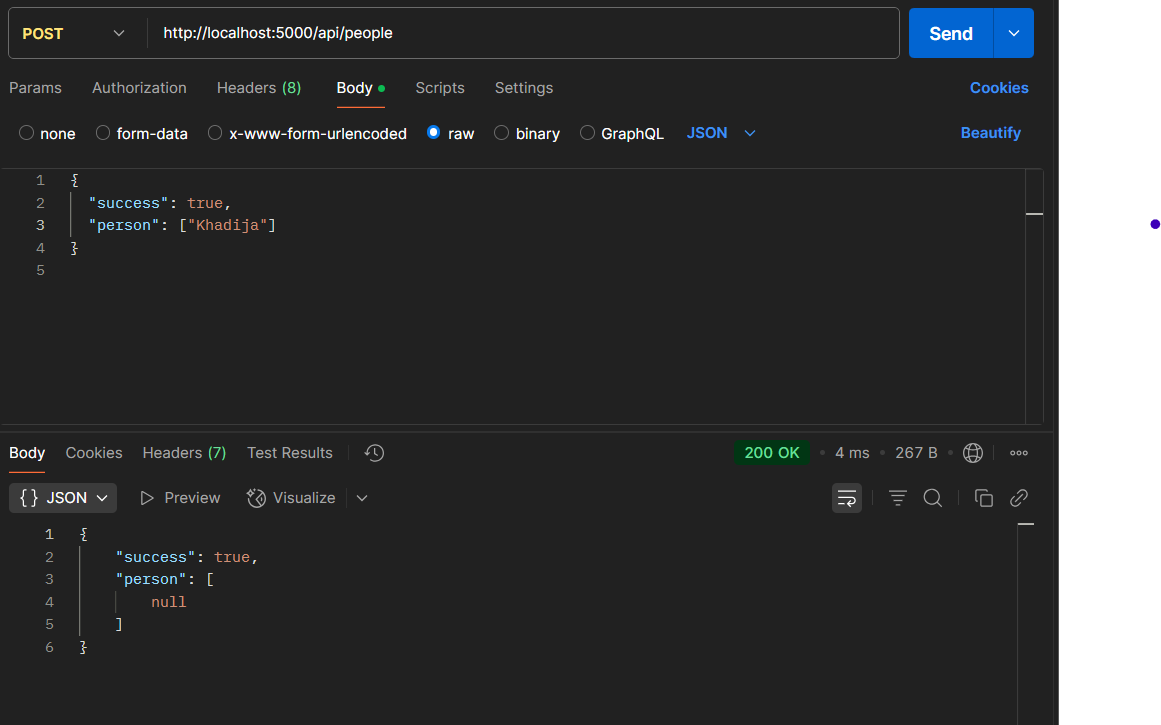 POST http://localhost:5000/api/people Send
Params Authorization Headers (8) Body Scripts Settings Cookies
none form-data x-www-form-urlencoded raw binary GraphQL JSON Beautify
1 {
2 "success": true,
3 "person": ["Khadija"]
4 }
5
Body Cookies Headers (7) Test Results 200 OK 4 ms 267 B
{} JSON Preview Visualize
1 {
2 "success": true,
3 "person": [
4 null
5 ]
6 }